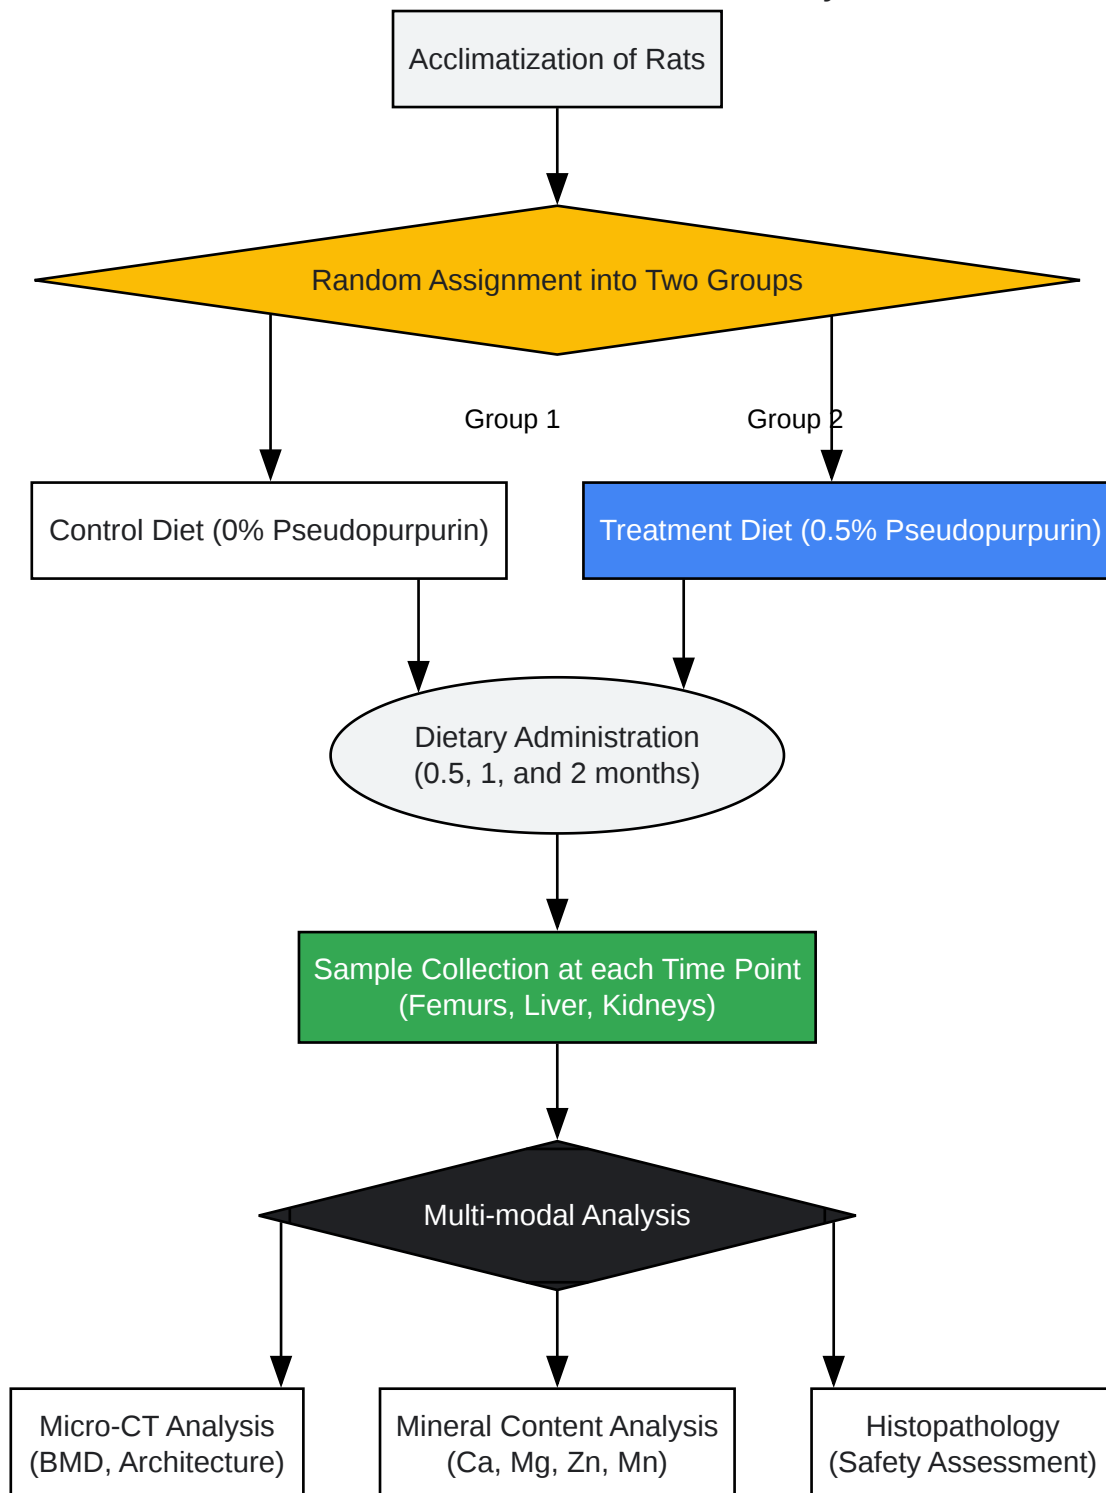 Acclimatization of Rats
Random Assignment into Two Groups
Group 1
Group 2
Control Diet (0% Pseudopurpurin)
Treatment Diet (0.5% Pseudopurpurin)
Dietary Administration
(0.5, 1, and 2 months)
Sample Collection at each Time Point
(Femurs, Liver, Kidneys)
Multi-modal Analysis
Micro-CT Analysis
(BMD, Architecture)
Mineral Content Analysis
(Ca, Mg, Zn, Mn)
Histopathology
(Safety Assessment)